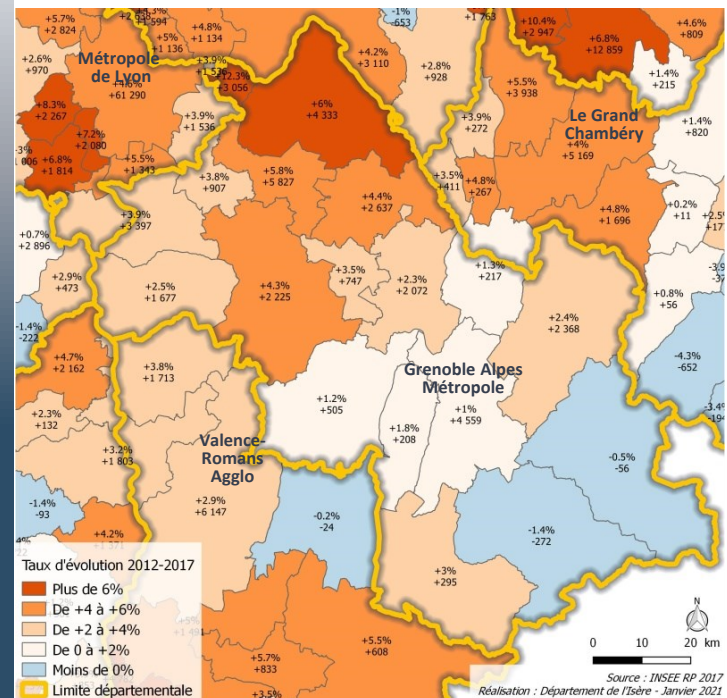 +5.7%
+ 2 824
+ 1 594
+4.8%
+ 1 134
-1%
-653
+ 1 763
+10.4%
+ 2 947
+6.8%
+ 12 859
+4.6%
+ 809
+5%
+ 1 136
+2.6%
+ 970
Métropole
de Lyon
+4.6%
+ 61 290
+3.9%
+12.3%
+ 3 056
+4.2%
+ 3 110
+2.8%
+ 928
+5.5%
+ 3 938
+1.4%
+ 215
+8.3%
+ 2 267
+6%
+ 4 333
Le Grand
Chambéry
+4%
+ 5 169
+1.4%
+ 820
+7.2%
+ 2 080
+3.9%
+ 1 536
+3.9%
+ 272
+6.8%
+ 1 814
+5.5%
+ 1 343
+3.8%
+ 907
+5.8%
+ 5 827
+4.4%
+ 2 637
+3.5%
+411
+4.8%
+ 267
+4.8%
+ 1 696
+0.2%
+ 11
+0.7%
+ 2 896
+3.9%
+ 3 397
+2.9%
+ 473
+2.5%
+ 1 677
+4.3%
+ 2 225
+3.5%
+747
+2.3%
+ 2 072
+1.3%
+ 217
+2.4%
+ 2 368
+0.8%
+ 56
-1.4%
-222
+4.7%
+ 2 162
+3.8%
+ 1 713
-4.3%
-652
+1.2%
+ 505
Grenoble Alpes
Métropole
+1%
+ 4 559
+1.8%
+ 208
+2.3%
+ 132
+3.2%
+ 1 803
Valence-
Romans
Agglo
+2.9%
+ 6 147
-0.5%
-56
-1.4%
-93
-0.2%
-24
-1.4%
-272
+4.2%
+ 1 371
+3%
+ 295
+5.7%
+ 833
+5.5%
+ 608
+3.5%
Taux d'évolution 2012-2017
Plus de 6%
De +4 à +6%
De +2 à +4%
De 0 à +2%
Moins de 0%
Limite départementale
N
0 10 20 km
Source : INSEE RP 2017
Réalisation : Département de l'Isère - Janvier 2021